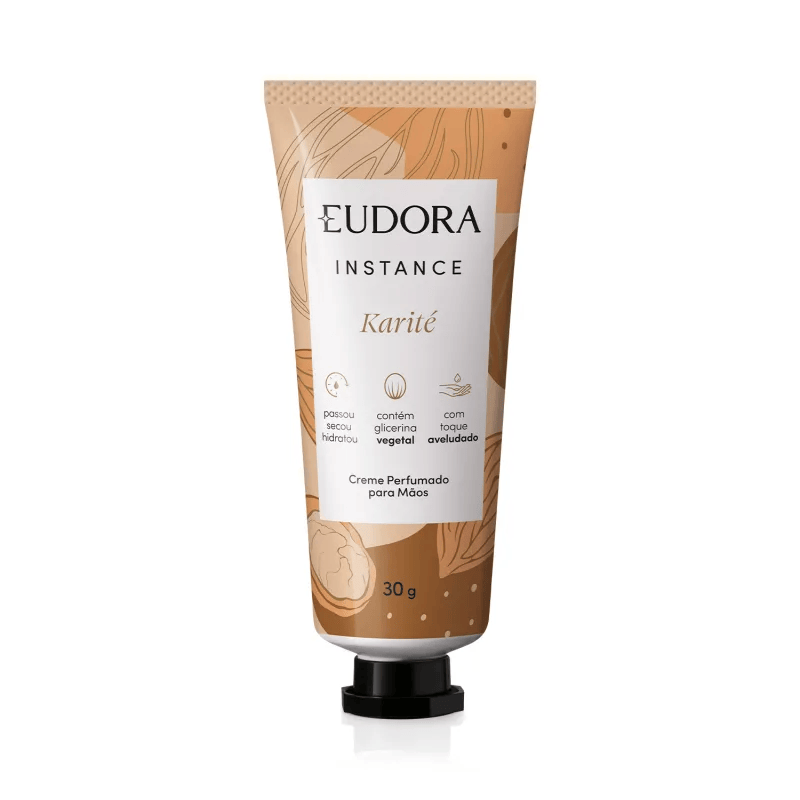 EUDORA
INSTANCE
Karité
passou
secou
hidratou
contém
glicerina
vegetal
com
toque
aveludado
Creme Perfumado
para Mãos
30 g